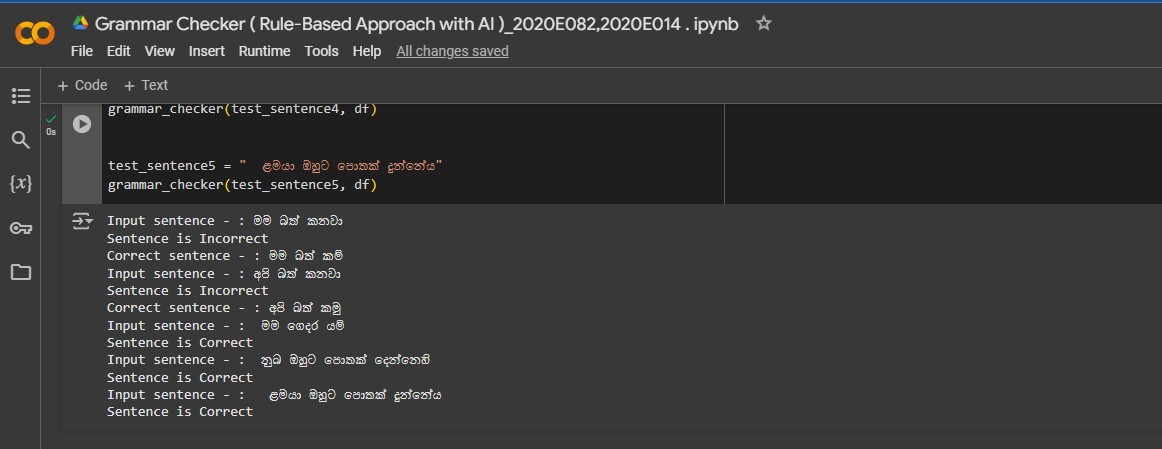 Grammar Checker ( Rule-Based Approach with AI )_2020E082,2020E014 . ipynb
File Edit View Insert Runtime Tools Help All changes saved
+ Code + Text
grammar_checker(test_sentence4, df)
0s
test_sentence5 = "  ළමයා ඔහුට පොතක් දුන්නේය"
grammar_checker(test_sentence5, df)
Input sentence - : මම බත් කනවා
Sentence is Incorrect
Correct sentence - : මම බත් කමි
Input sentence - : අපි බත් කනවා
Sentence is Incorrect
Correct sentence - : අපි බත් කමු
Input sentence - :  මම ගෙදර යමි
Sentence is Correct
Input sentence - :  නුඹ ඔහුට පොතක් දෙන්නෙහි
Sentence is Correct
Input sentence - :   ළමයා ඔහුට පොතක් දුන්නේය
Sentence is Correct